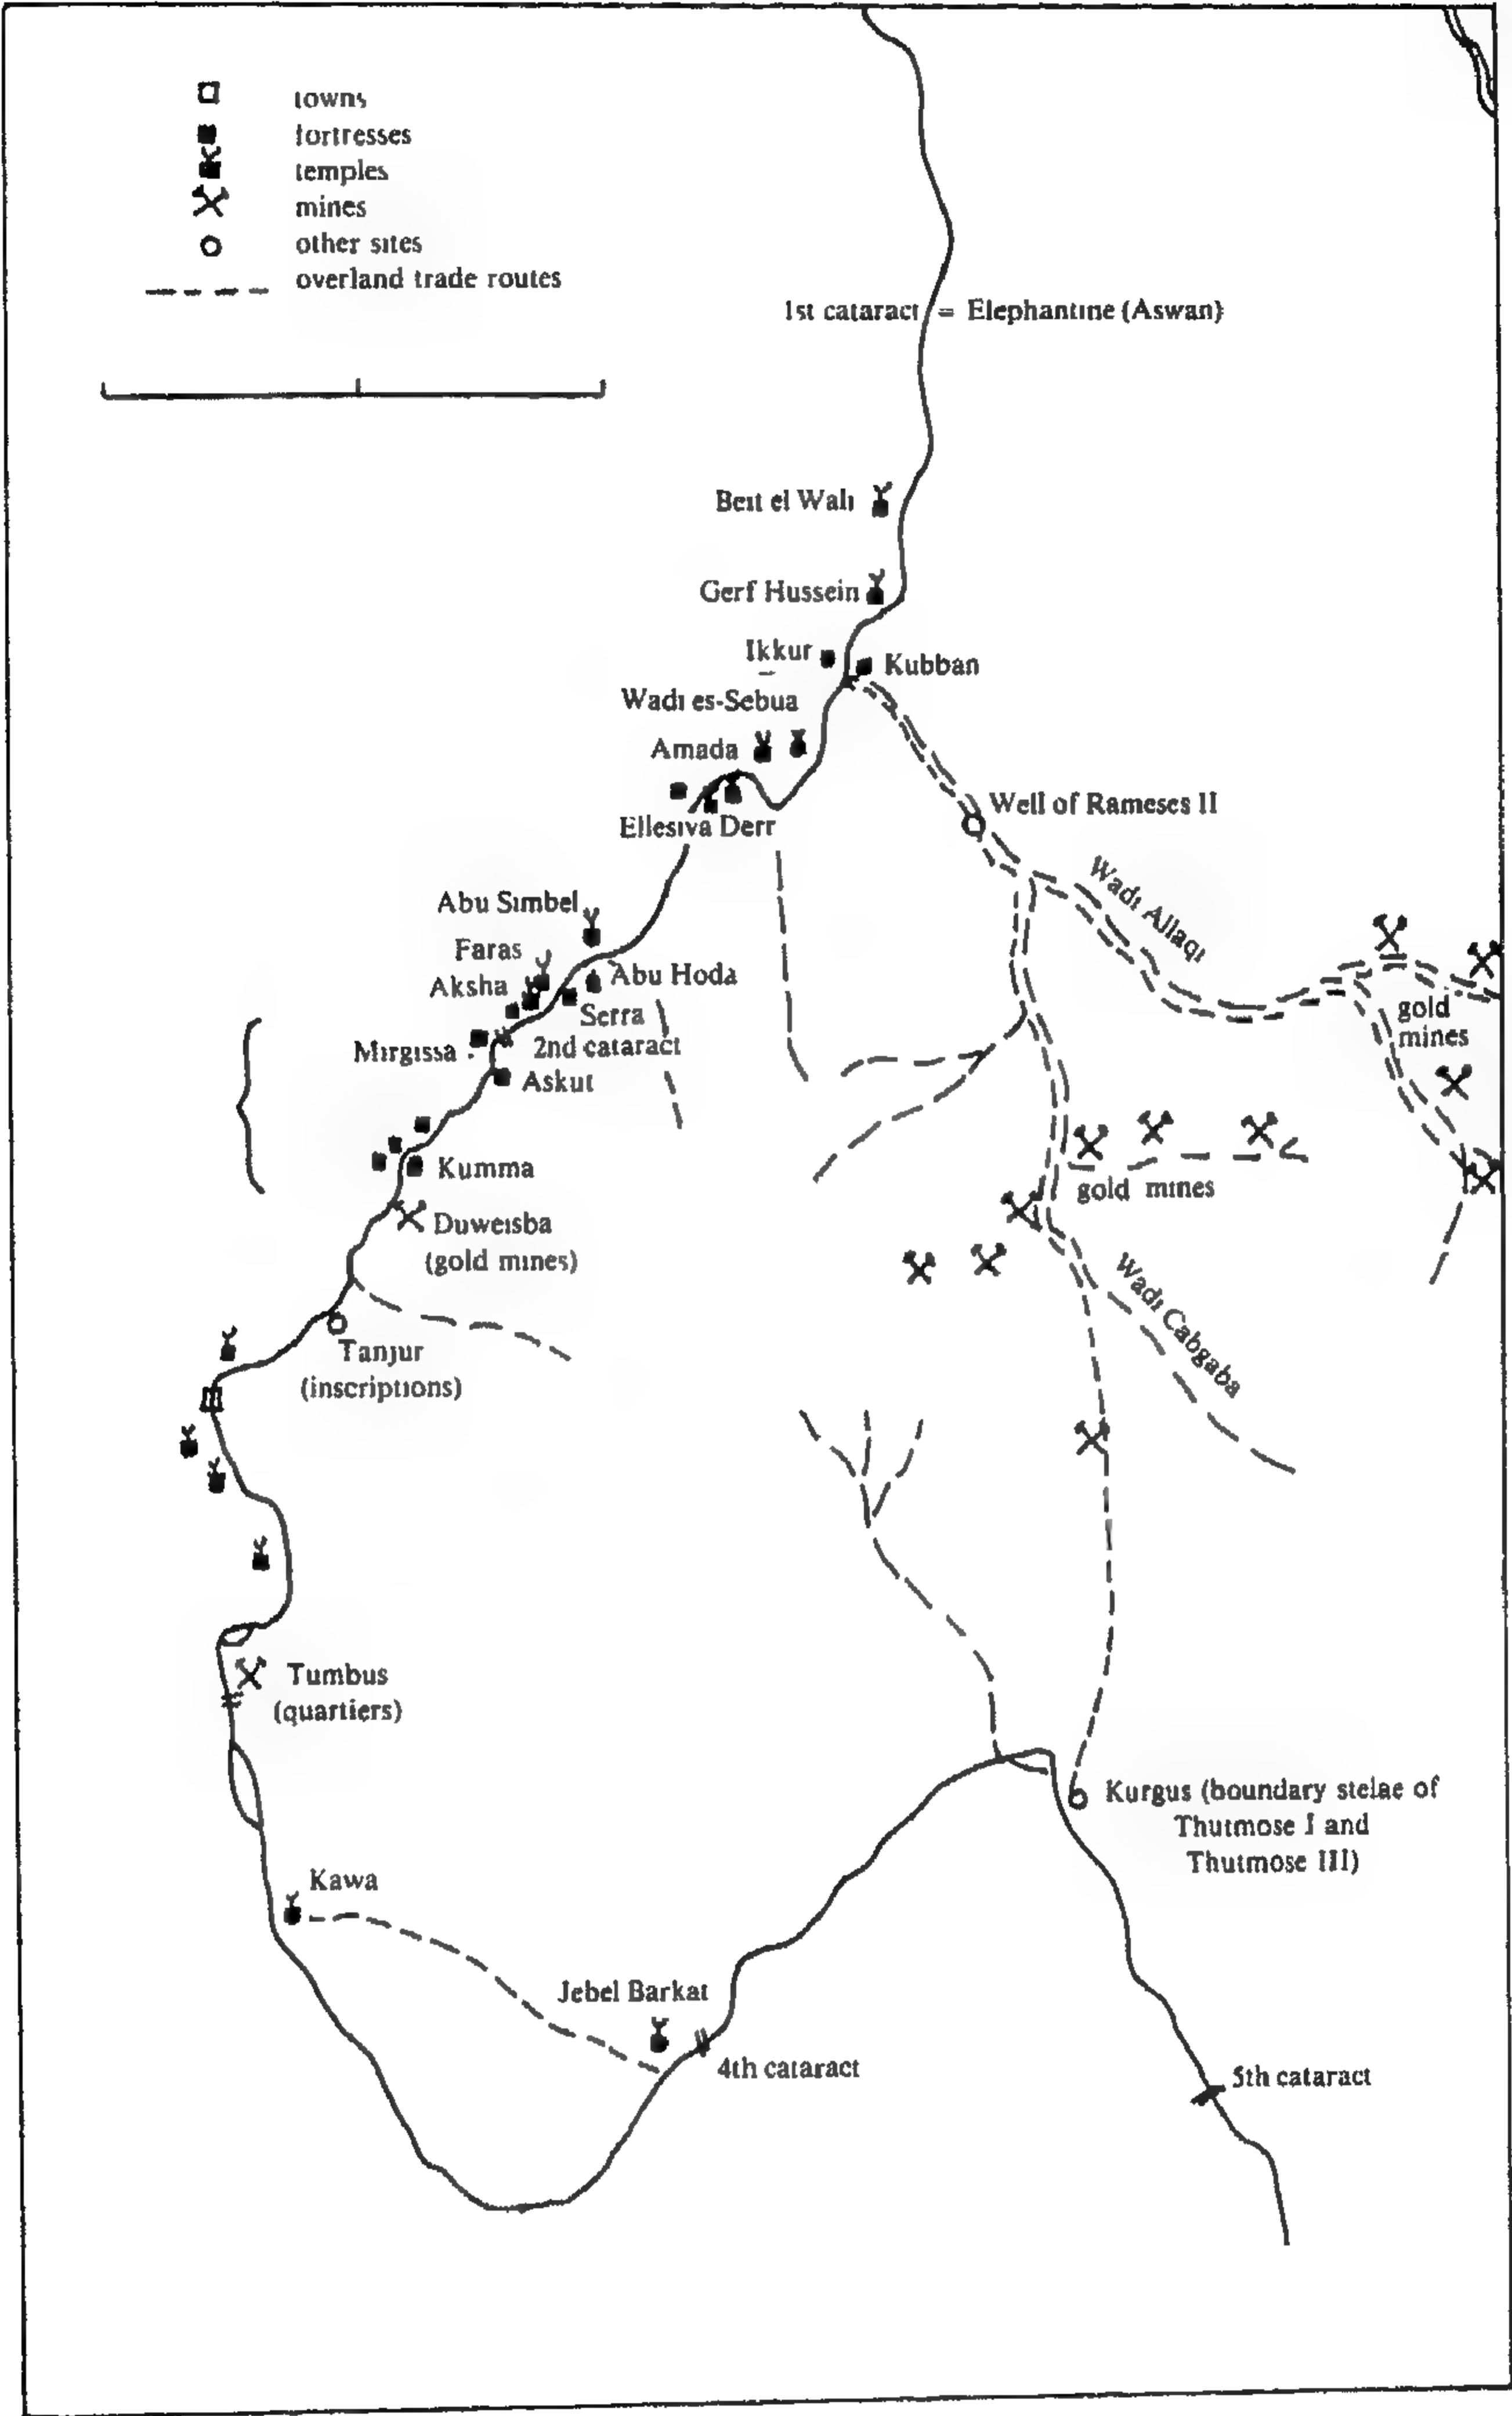 towns
fortresses
temples
mines
other sites
overland trade routes
1st cataract = Elephantine (Aswan)
Beit el Wali
Gerf Hussein
Ikkur
Kubban
Wadi es-Sebua
Amada
Well of Rameses II
Ellesiva Derr
Wadi Allaqi
Abu Simbel
Faras
Abu Hoda
Aksha
Serra
gold
mines
Mirgissa
2nd cataract
Askut
Kumma
gold mines
Duweisba
(gold mines)
Wadi Cabgaba
Tanjur
(inscriptions)
Tumbus
(quartiers)
Kurgus (boundary stelae of
Thutmose I and
Thutmose III)
Kawa
Jebel Barkat
4th cataract
5th cataract